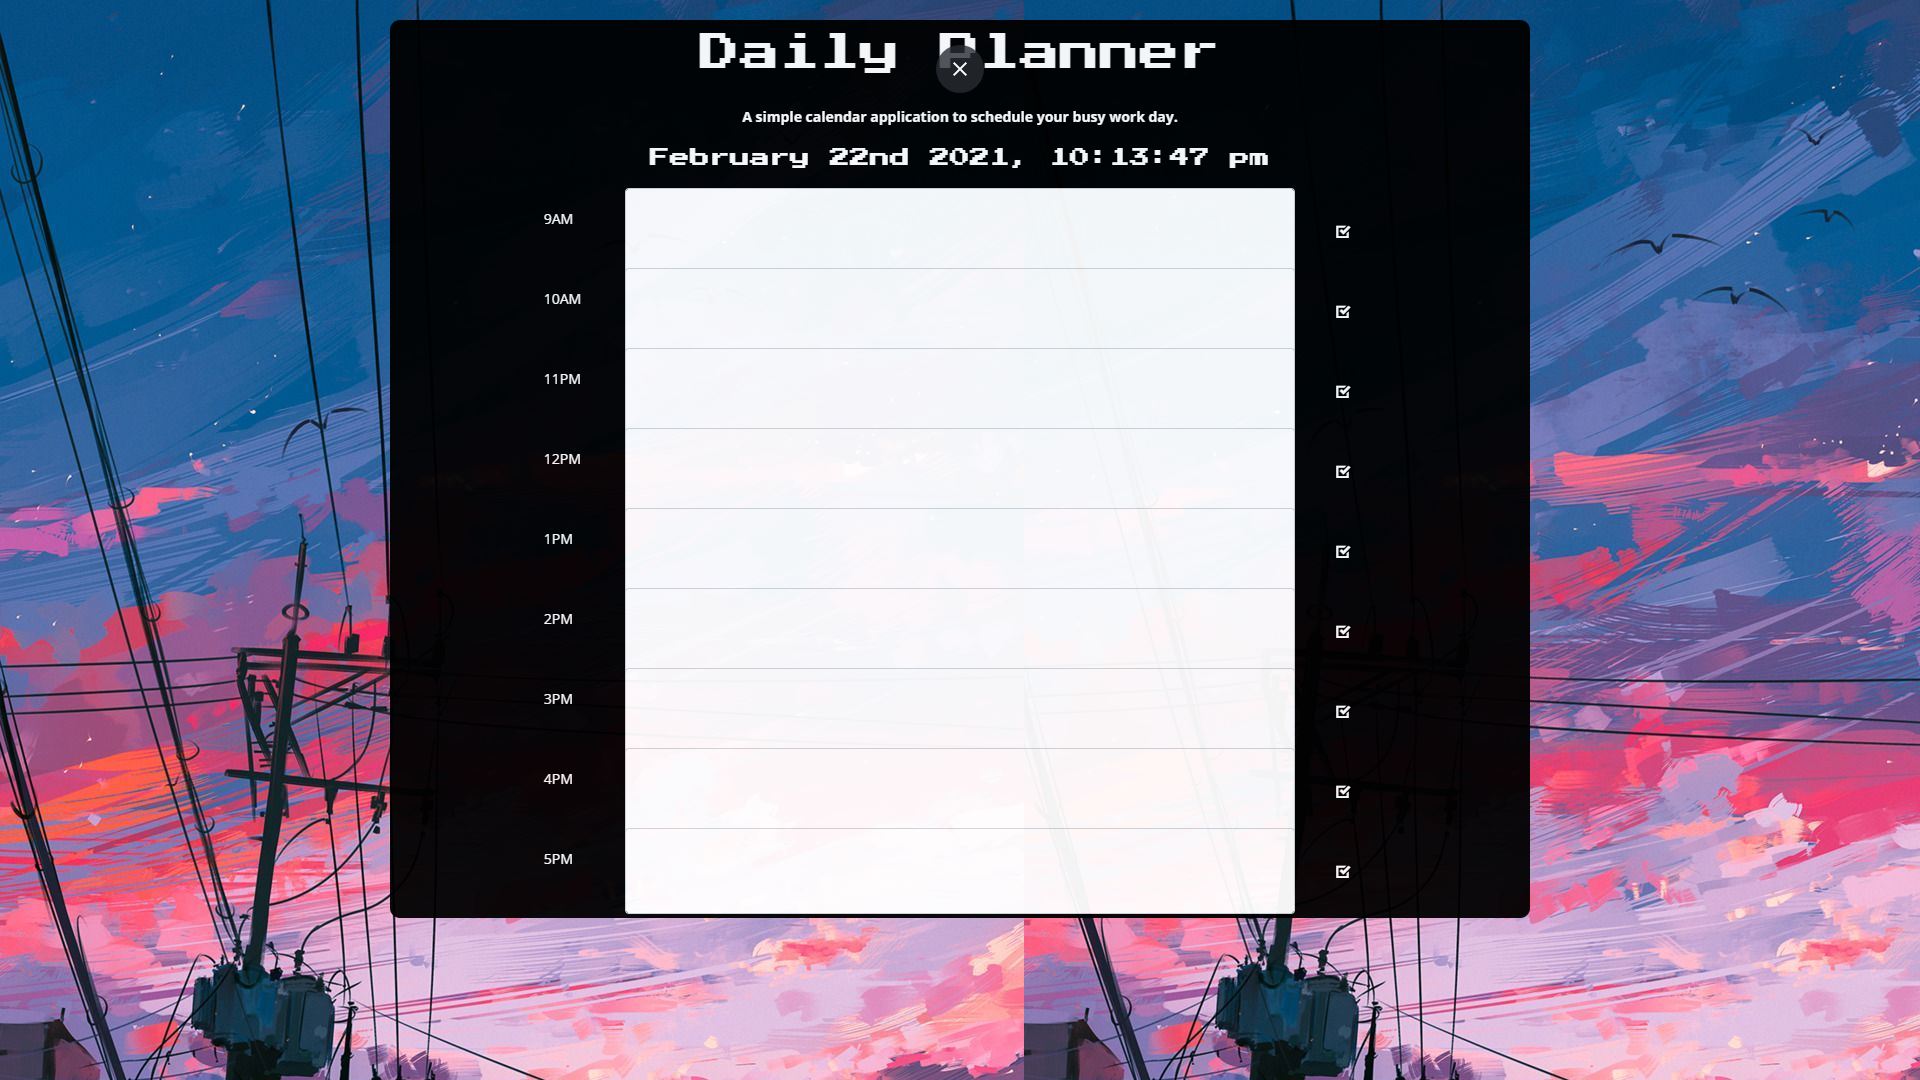 Daily Planner
A simple calendar application to schedule your busy work day.
February 22nd 2021, 10:13:47 pm
9AM
10AM
11PM
12PM
1PM
2PM
3PM
4PM
5PM